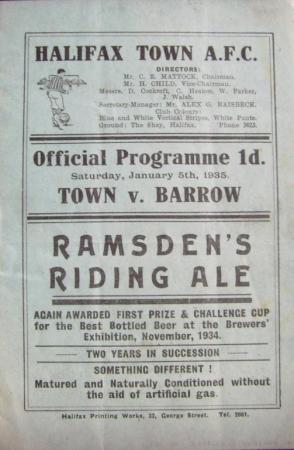 HALIFAX TOWN A.F.C.
DIRECTORS:
Mr. C. B. MATTOCK, Chairman.
Mr. H. CHILD, Vice-Chairman.
Messrs. D. Cockroft, C. Heaton, W. Parker,
J. Walsh.
Secretary-Manager: Mr. ALEX G. RAISBECK.
Club Colours:
Blue and White Vertical Stripes, White Pants.
Ground: The Shay, Halifax. 'Phone 3423.
Official Programme 1d.
Saturday, January 5th, 1935.
TOWN v. BARROW
RAMSDEN'S
RIDING ALE
AGAIN AWARDED FIRST PRIZE & CHALLENGE CUP
for the Best Bottled Beer at the Brewers'
Exhibition, November, 1934.
TWO YEARS IN SUCCESSION
SOMETHING DIFFERENT !
Matured and Naturally Conditioned without
the aid of artificial gas.
Halifax Printing Works, 32, George Street. Tel. 2661.